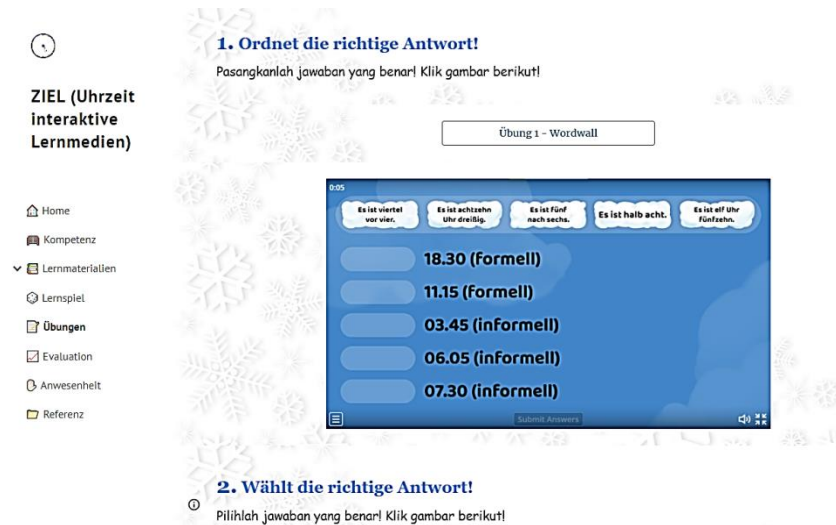 ZIEL (Uhrzeit
interaktive
Lernmedien)
Home
Kompetenz
Lernmaterialien
Lernspiel
Übungen
Evaluation
Anwesenheit
Referenz
1. Ordnet die richtige Antwort!
Pasangkanlah jawaban yang benar! Klik gambar berikut!
Übung 1 - Wordwall
0:05
Es ist viertel
vor vier.
Es ist achtzehn
Uhr dreißig.
Es ist fünf
nach sechs.
Es ist halb acht.
Es ist elf Uhr
fünfzehn.
18.30 (formell)
11.15 (formell)
03.45 (informell)
06.05 (informell)
07.30 (informell)
Submit Answers
2. Wählt die richtige Antwort!
Pilihlah jawaban yang benar! Klik gambar berikut!